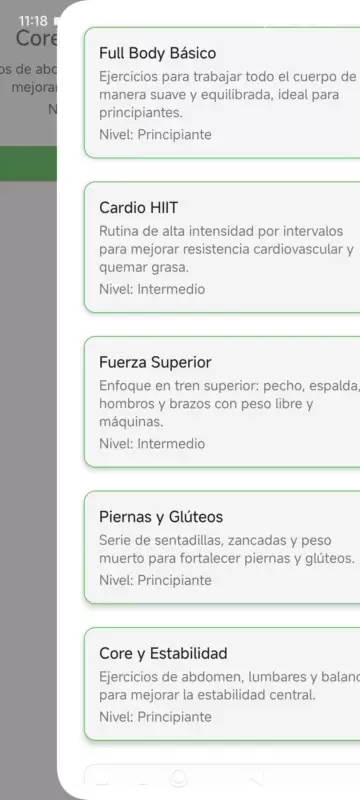 11:18
Core
os de abd
mejorar
N
Full Body Básico
Ejercicios para trabajar todo el cuerpo de
manera suave y equilibrada, ideal para
principiantes.
Nivel: Principiante
Cardio HIIT
Rutina de alta intensidad por intervalos
para mejorar resistencia cardiovascular y
quemar grasa.
Nivel: Intermedio
Fuerza Superior
Enfoque en tren superior: pecho, espalda,
hombros y brazos con peso libre y
máquinas.
Nivel: Intermedio
Piernas y Glúteos
Serie de sentadillas, zancadas y peso
muerto para fortalecer piernas y glúteos.
Nivel: Principiante
Core y Estabilidad
Ejercicios de abdomen, lumbares y balanc
para mejorar la estabilidad central.
Nivel: Principiante